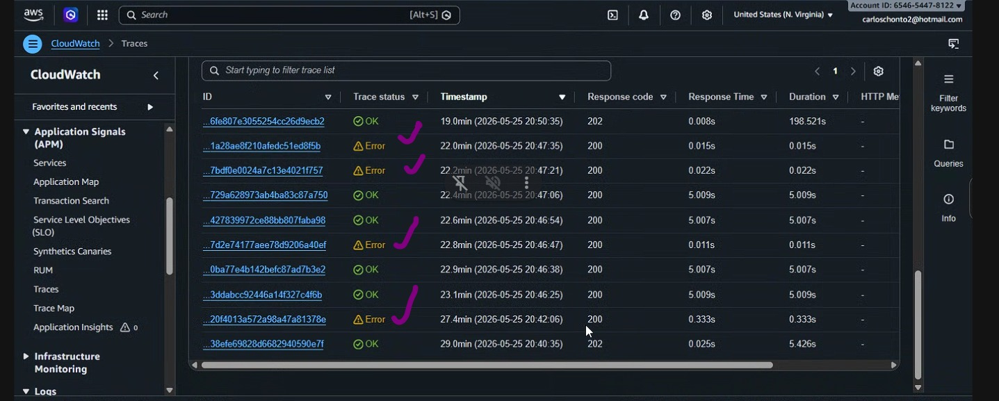 aws
Search
[Alt+S]
United States (N. Virginia)
Account ID: 6546-5447-8122
carloschonto2@hotmail.com
CloudWatch > Traces
CloudWatch
Favorites and recents
Application Signals
(APM)
Services
Application Map
Transaction Search
Service Level Objectives
(SLO)
Synthetics Canaries
RUM
Traces
Trace Map
Application Insights 0
Infrastructure
Monitoring
Logs
Start typing to filter trace list
1
ID Trace status Timestamp Response code Response Time Duration HTTP Me
...6fe807e3055254cc26d9ecb2 OK 19.0min (2026-05-25 20:50:35) 202 0.008s 198.521s -
...1a28ae8f210afedc51ed8f5b Error 22.0min (2026-05-25 20:47:35) 200 0.015s 0.015s -
...7bdf0e0024a7c13e4021f757 Error 22.2min (2026-05-25 20:47:21) 200 0.022s 0.022s -
...729a628973ab4ba83c87a750 OK 22.4min (2026-05-25 20:47:06) 200 5.009s 5.009s -
...427839972ce88bb807faba98 OK 22.6min (2026-05-25 20:46:54) 200 5.007s 5.007s -
...7d2e74177aee78d9206a40ef Error 22.8min (2026-05-25 20:46:47) 200 0.011s 0.011s -
...0ba77e4b142befc87ad7b3e2 OK 22.9min (2026-05-25 20:46:38) 200 5.007s 5.007s -
...3ddabcc92446a14f327c4f6b OK 23.1min (2026-05-25 20:46:25) 200 5.009s 5.009s -
...20f4013a572a98a47a81378e Error 27.4min (2026-05-25 20:42:06) 200 0.333s 0.333s -
...38efe69828d6682940590e7f OK 29.0min (2026-05-25 20:40:35) 202 0.025s 5.426s -
Filter
keywords
Queries
Info